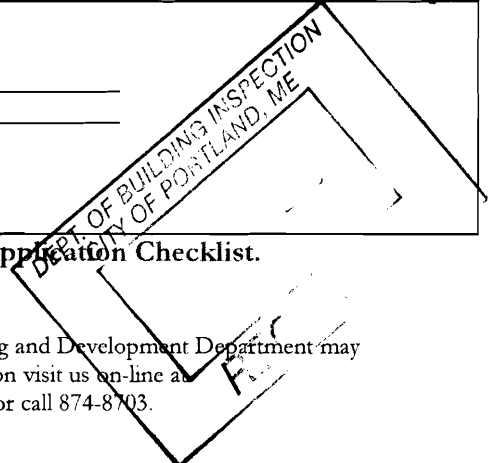 DEPT. OF BUILDING INSPECTION
CITY OF PORTLAND, ME
pplication Checklist.
g and Development Department may
on visit us on-line at
or call 874-8703.